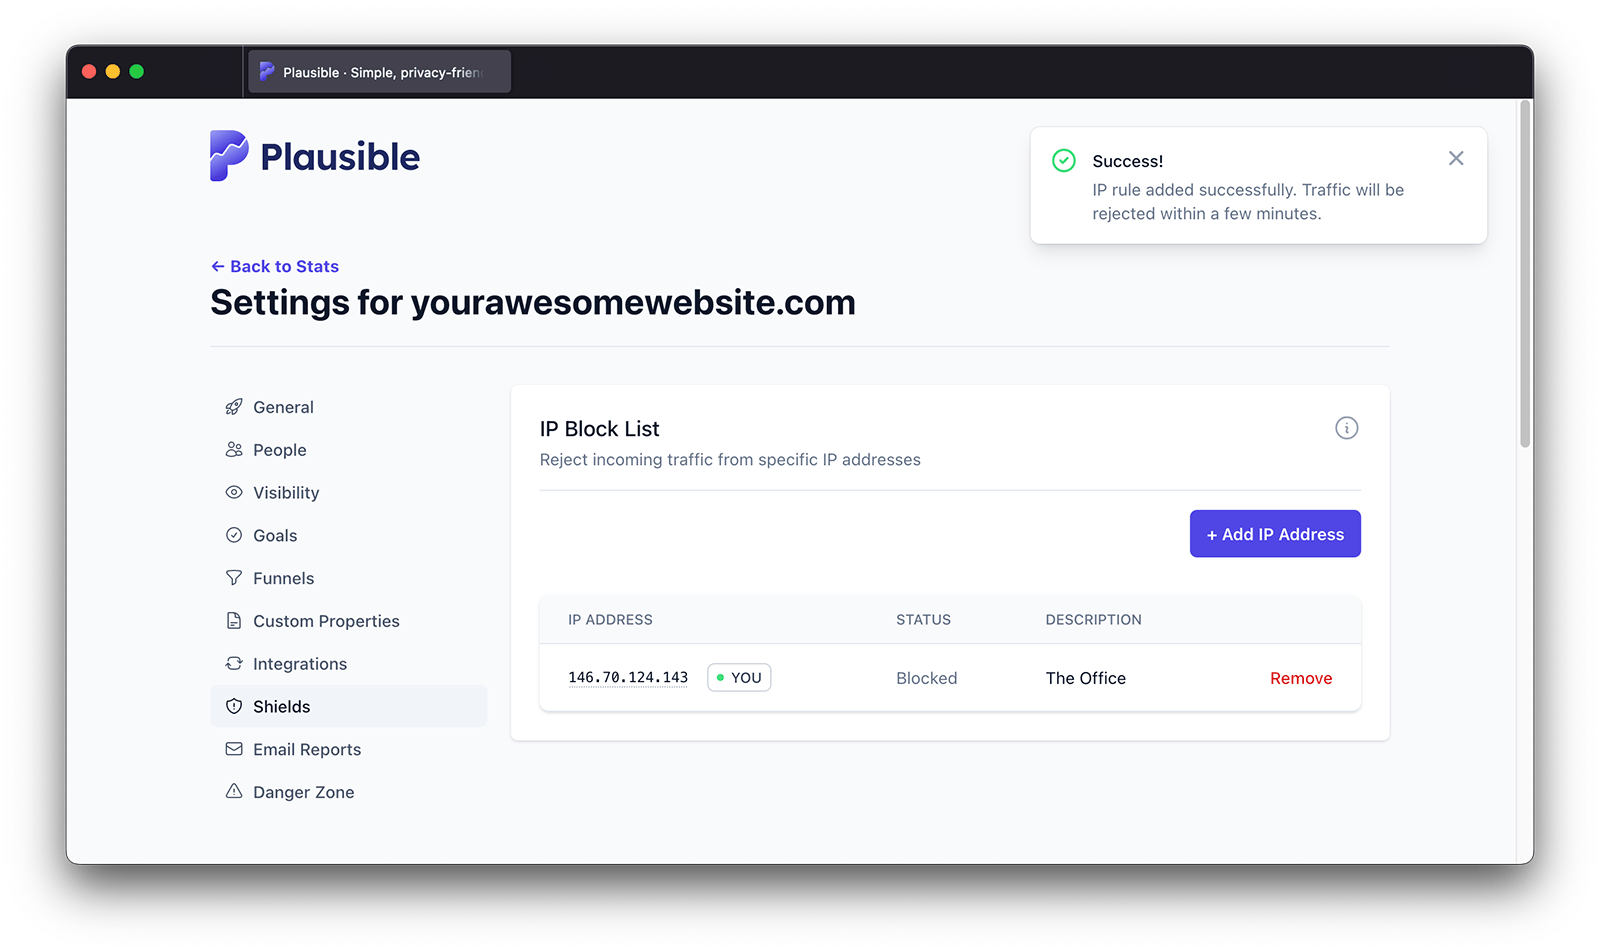 Plausible · Simple, privacy-frien
Plausible
Success!
IP rule added successfully. Traffic will be
rejected within a few minutes.
← Back to Stats
Settings for yourawesomewebsite.com
General
People
Visibility
Goals
Funnels
Custom Properties
Integrations
Shields
Email Reports
Danger Zone
IP Block List
Reject incoming traffic from specific IP addresses
+ Add IP Address
IP ADDRESS STATUS DESCRIPTION
146.70.124.143 YOU Blocked The Office Remove